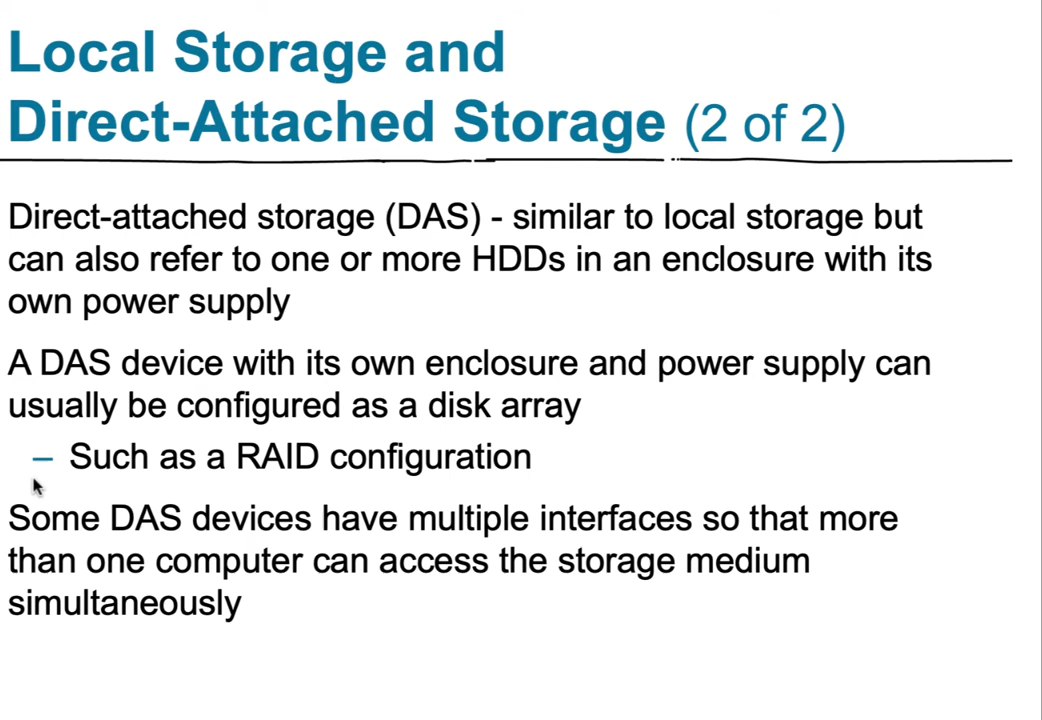 Local Storage and
Direct-Attached Storage (2 of 2)
Direct-attached storage (DAS) - similar to local storage but
can also refer to one or more HDDs in an enclosure with its
own power supply
A DAS device with its own enclosure and power supply can
usually be configured as a disk array
– Such as a RAID configuration
Some DAS devices have multiple interfaces so that more
than one computer can access the storage medium
simultaneously